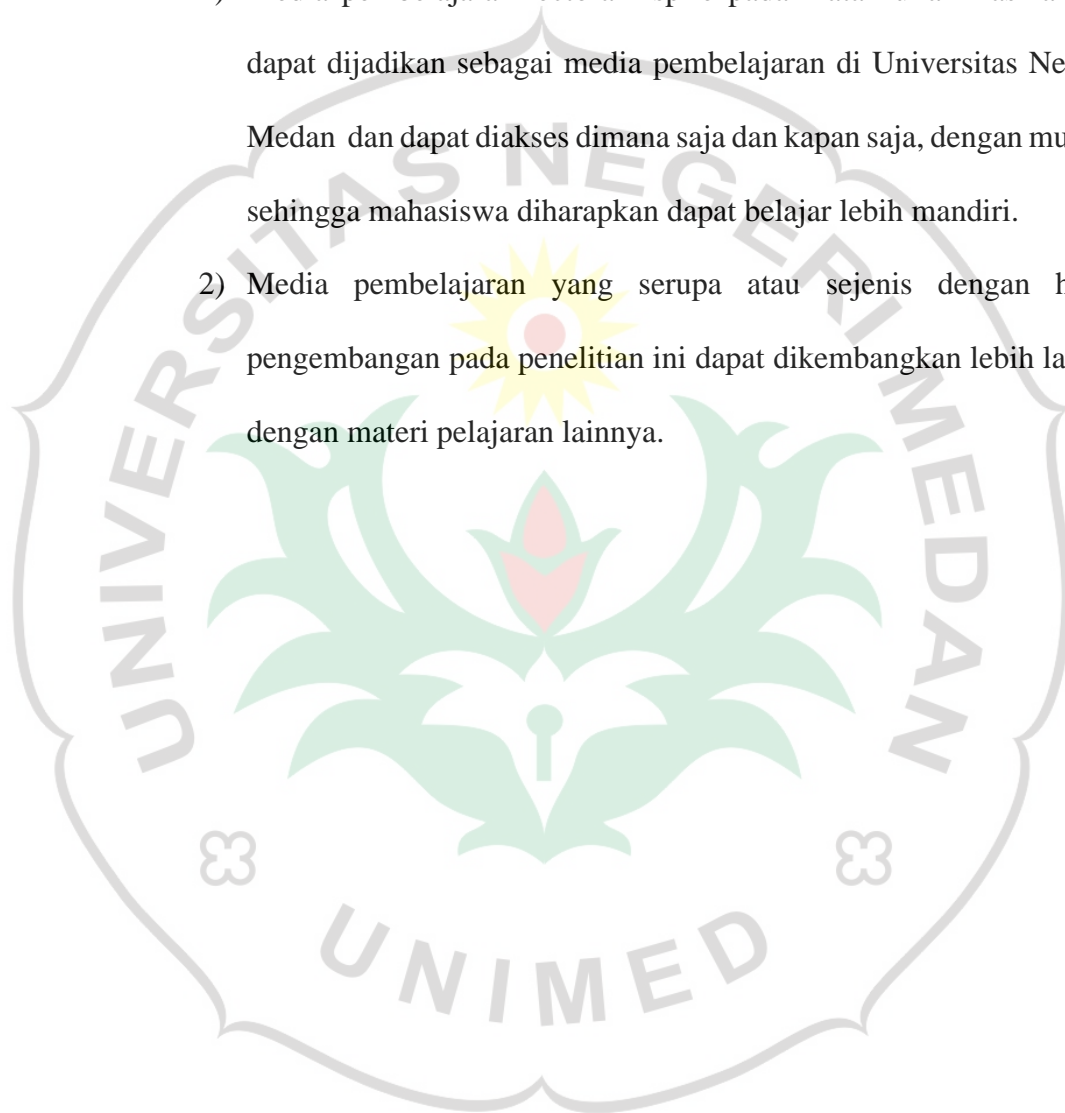 dapat dijadikan sebagai media pembelajaran di Universitas Ne
Medan dan dapat diakses dimana saja dan kapan saja, dengan mu
sehingga mahasiswa diharapkan dapat belajar lebih mandiri.
2) Media pembelajaran yang serupa atau sejenis dengan h
pengembangan pada penelitian ini dapat dikembangkan lebih la
dengan materi pelajaran lainnya.
UNIVERSITAS NEGERI MEDAN
UNIMED